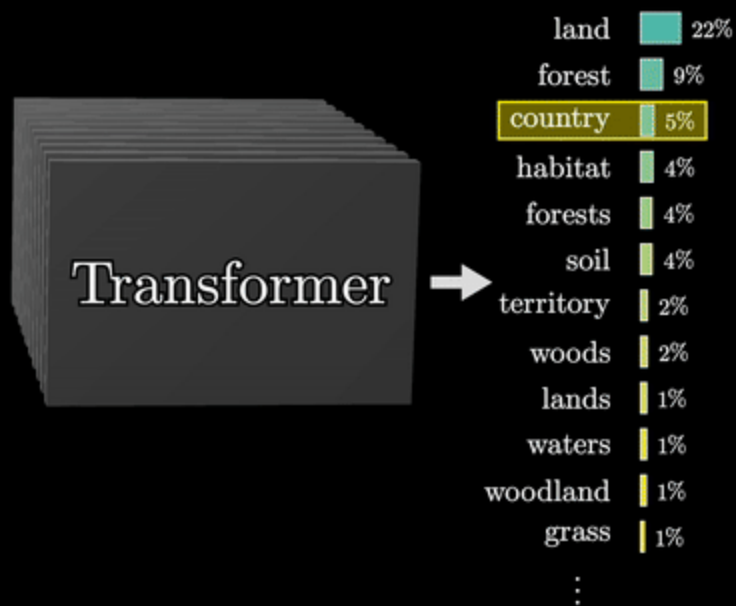 land 22%
forest 9%
country 5%
habitat 4%
forests 4%
soil 4%
Transformer
territory 2%
woods 2%
lands 1%
waters 1%
woodland 1%
grass 1%
⋮